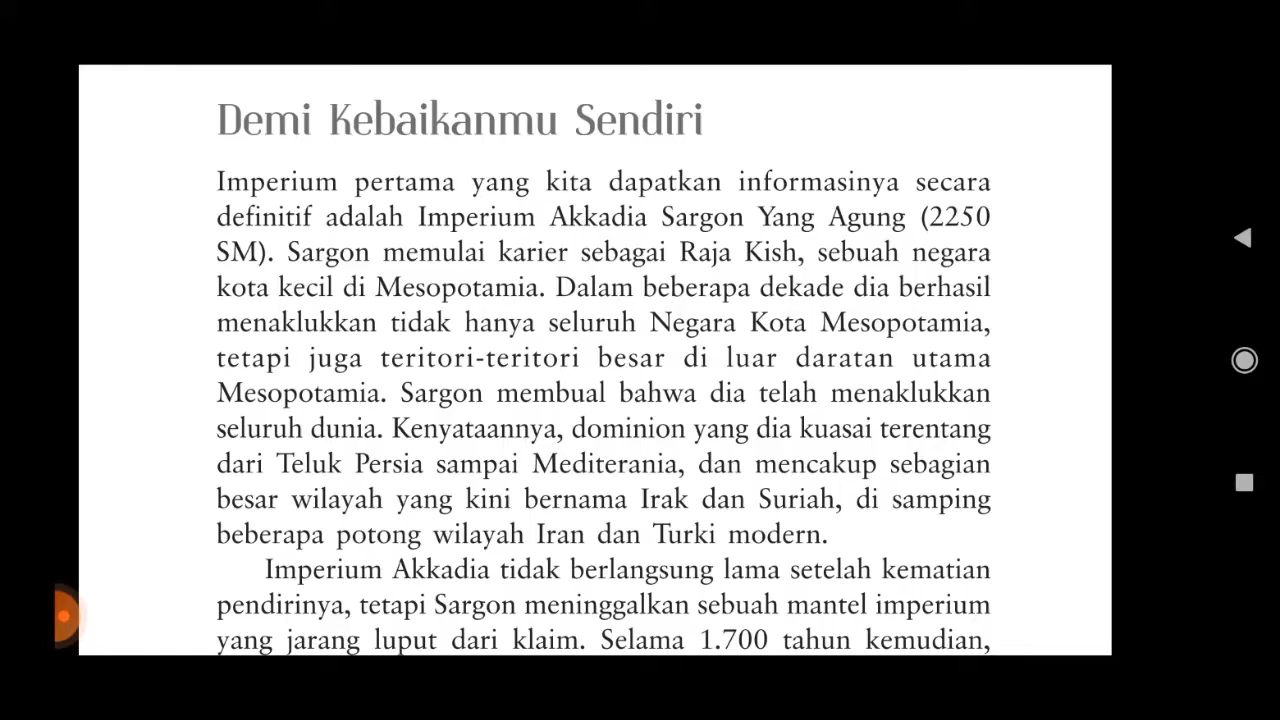 Demi Kebaikanmu Sendiri
Imperium pertama yang kita dapatkan informasinya secara
definitif adalah Imperium Akkadia Sargon Yang Agung (2250
SM). Sargon memulai karier sebagai Raja Kish, sebuah negara
kota kecil di Mesopotamia. Dalam beberapa dekade dia berhasil
menaklukkan tidak hanya seluruh Negara Kota Mesopotamia,
tetapi juga teritori-teritori besar di luar daratan utama
Mesopotamia. Sargon membual bahwa dia telah menaklukkan
seluruh dunia. Kenyataannya, dominion yang dia kuasai terentang
dari Teluk Persia sampai Mediterania, dan mencakup sebagian
besar wilayah yang kini bernama Irak dan Suriah, di samping
beberapa potong wilayah Iran dan Turki modern.
Imperium Akkadia tidak berlangsung lama setelah kematian
pendirinya, tetapi Sargon meninggalkan sebuah mantel imperium
yang jarang luput dari klaim. Selama 1.700 tahun kemudian,